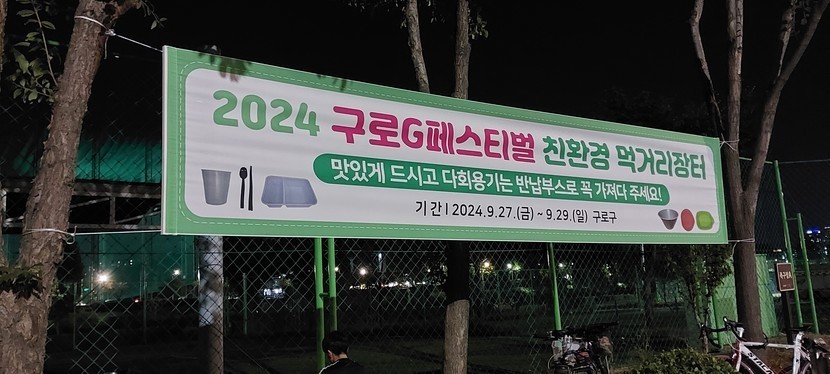 2024 구로G페스티벌 친환경 먹거리장터
맛있게 드시고 다회용기는 반납부스로 꼭 가져다 주세요!
기 간 l 2024.9.27.(금) ~ 9.29.(일) 구로구